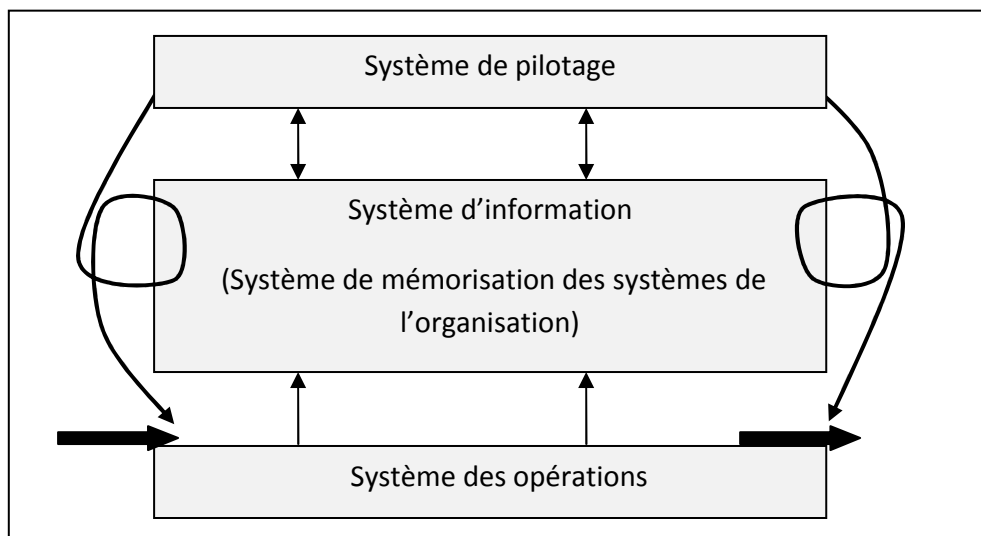 Système de pilotage
Système d’information
(Système de mémorisation des systèmes de
l’organisation)
Système des opérations